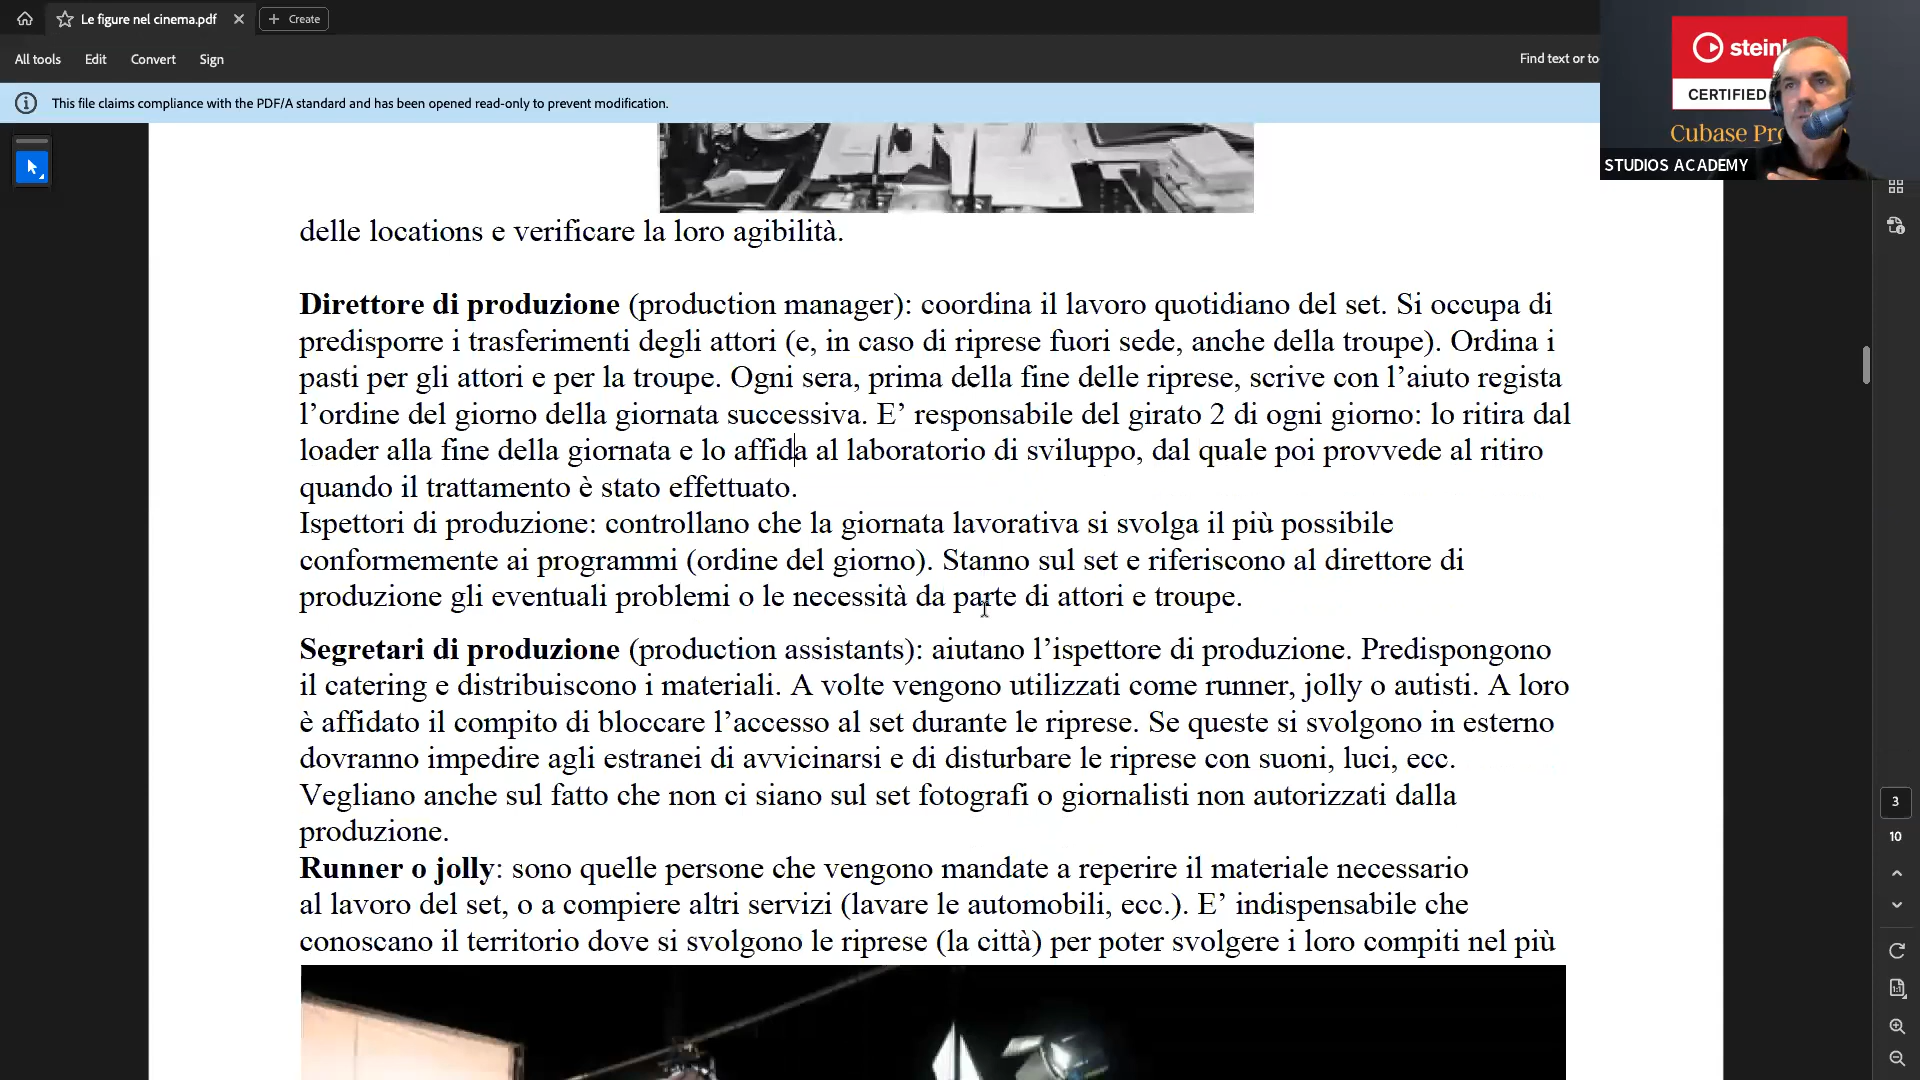 Le figure nel cinema.pdf
Create
All tools Edit Convert Sign
Find text or to
This file claims compliance with the PDF/A standard and has been opened read-only to prevent modification.
CERTIFIED
STUDIOS ACADEMY
delle locations e verificare la loro agibilità.
Direttore di produzione (production manager): coordina il lavoro quotidiano del set. Si occupa di
predisporre i trasferimenti degli attori (e, in caso di riprese fuori sede, anche della troupe). Ordina i
pasti per gli attori e per la troupe. Ogni sera, prima della fine delle riprese, scrive con l’aiuto regista
l’ordine del giorno della giornata successiva. E’ responsabile del girato 2 di ogni giorno: lo ritira dal
loader alla fine della giornata e lo affida al laboratorio di sviluppo, dal quale poi provvede al ritiro
quando il trattamento è stato effettuato.
Ispettori di produzione: controllano che la giornata lavorativa si svolga il più possibile
conformemente ai programmi (ordine del giorno). Stanno sul set e riferiscono al direttore di
produzione gli eventuali problemi o le necessità da parte di attori e troupe.
Segretari di produzione (production assistants): aiutano l’ispettore di produzione. Predispongono
il catering e distribuiscono i materiali. A volte vengono utilizzati come runner, jolly o autisti. A loro
è affidato il compito di bloccare l’accesso al set durante le riprese. Se queste si svolgono in esterno
dovranno impedire agli estranei di avvicinarsi e di disturbare le riprese con suoni, luci, ecc.
Vegliano anche sul fatto che non ci siano sul set fotografi o giornalisti non autorizzati dalla
produzione.
Runner o jolly: sono quelle persone che vengono mandate a reperire il materiale necessario
al lavoro del set, o a compiere altri servizi (lavare le automobili, ecc.). E’ indispensabile che
conoscano il territorio dove si svolgono le riprese (la città) per poter svolgere i loro compiti nel più
3
10
Cubase